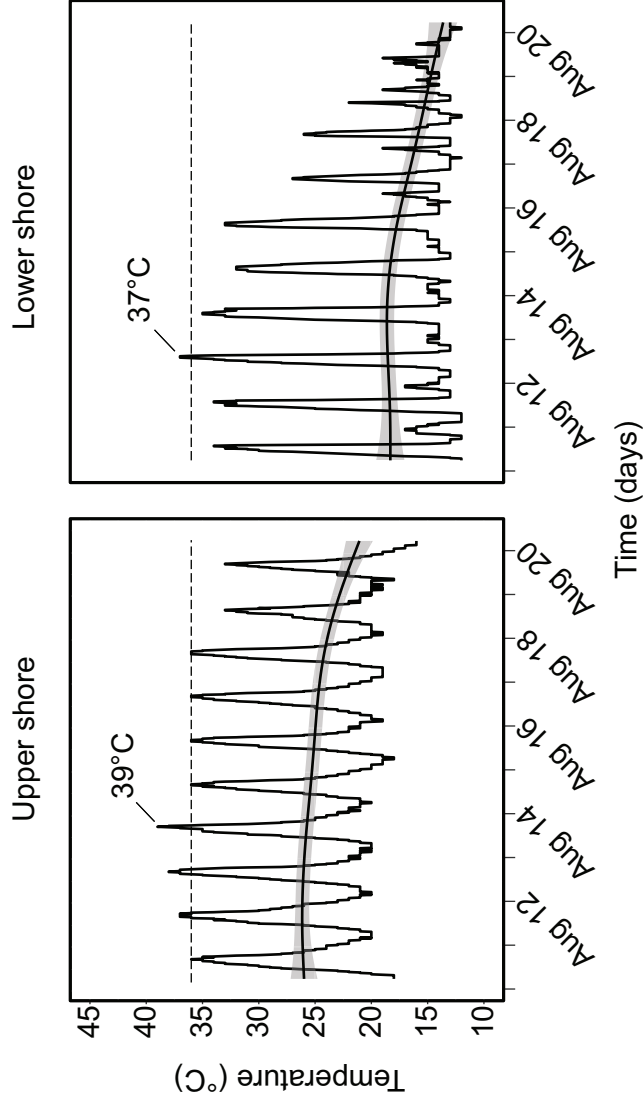 Upper shore
Lower shore
39°C
37°C
Temperature (°C)
45
40
35
30
25
20
15
10
Aug 12
Aug 14
Aug 16
Aug 18
Aug 20
Aug 12
Aug 14
Aug 16
Aug 18
Aug 20
Time (days)